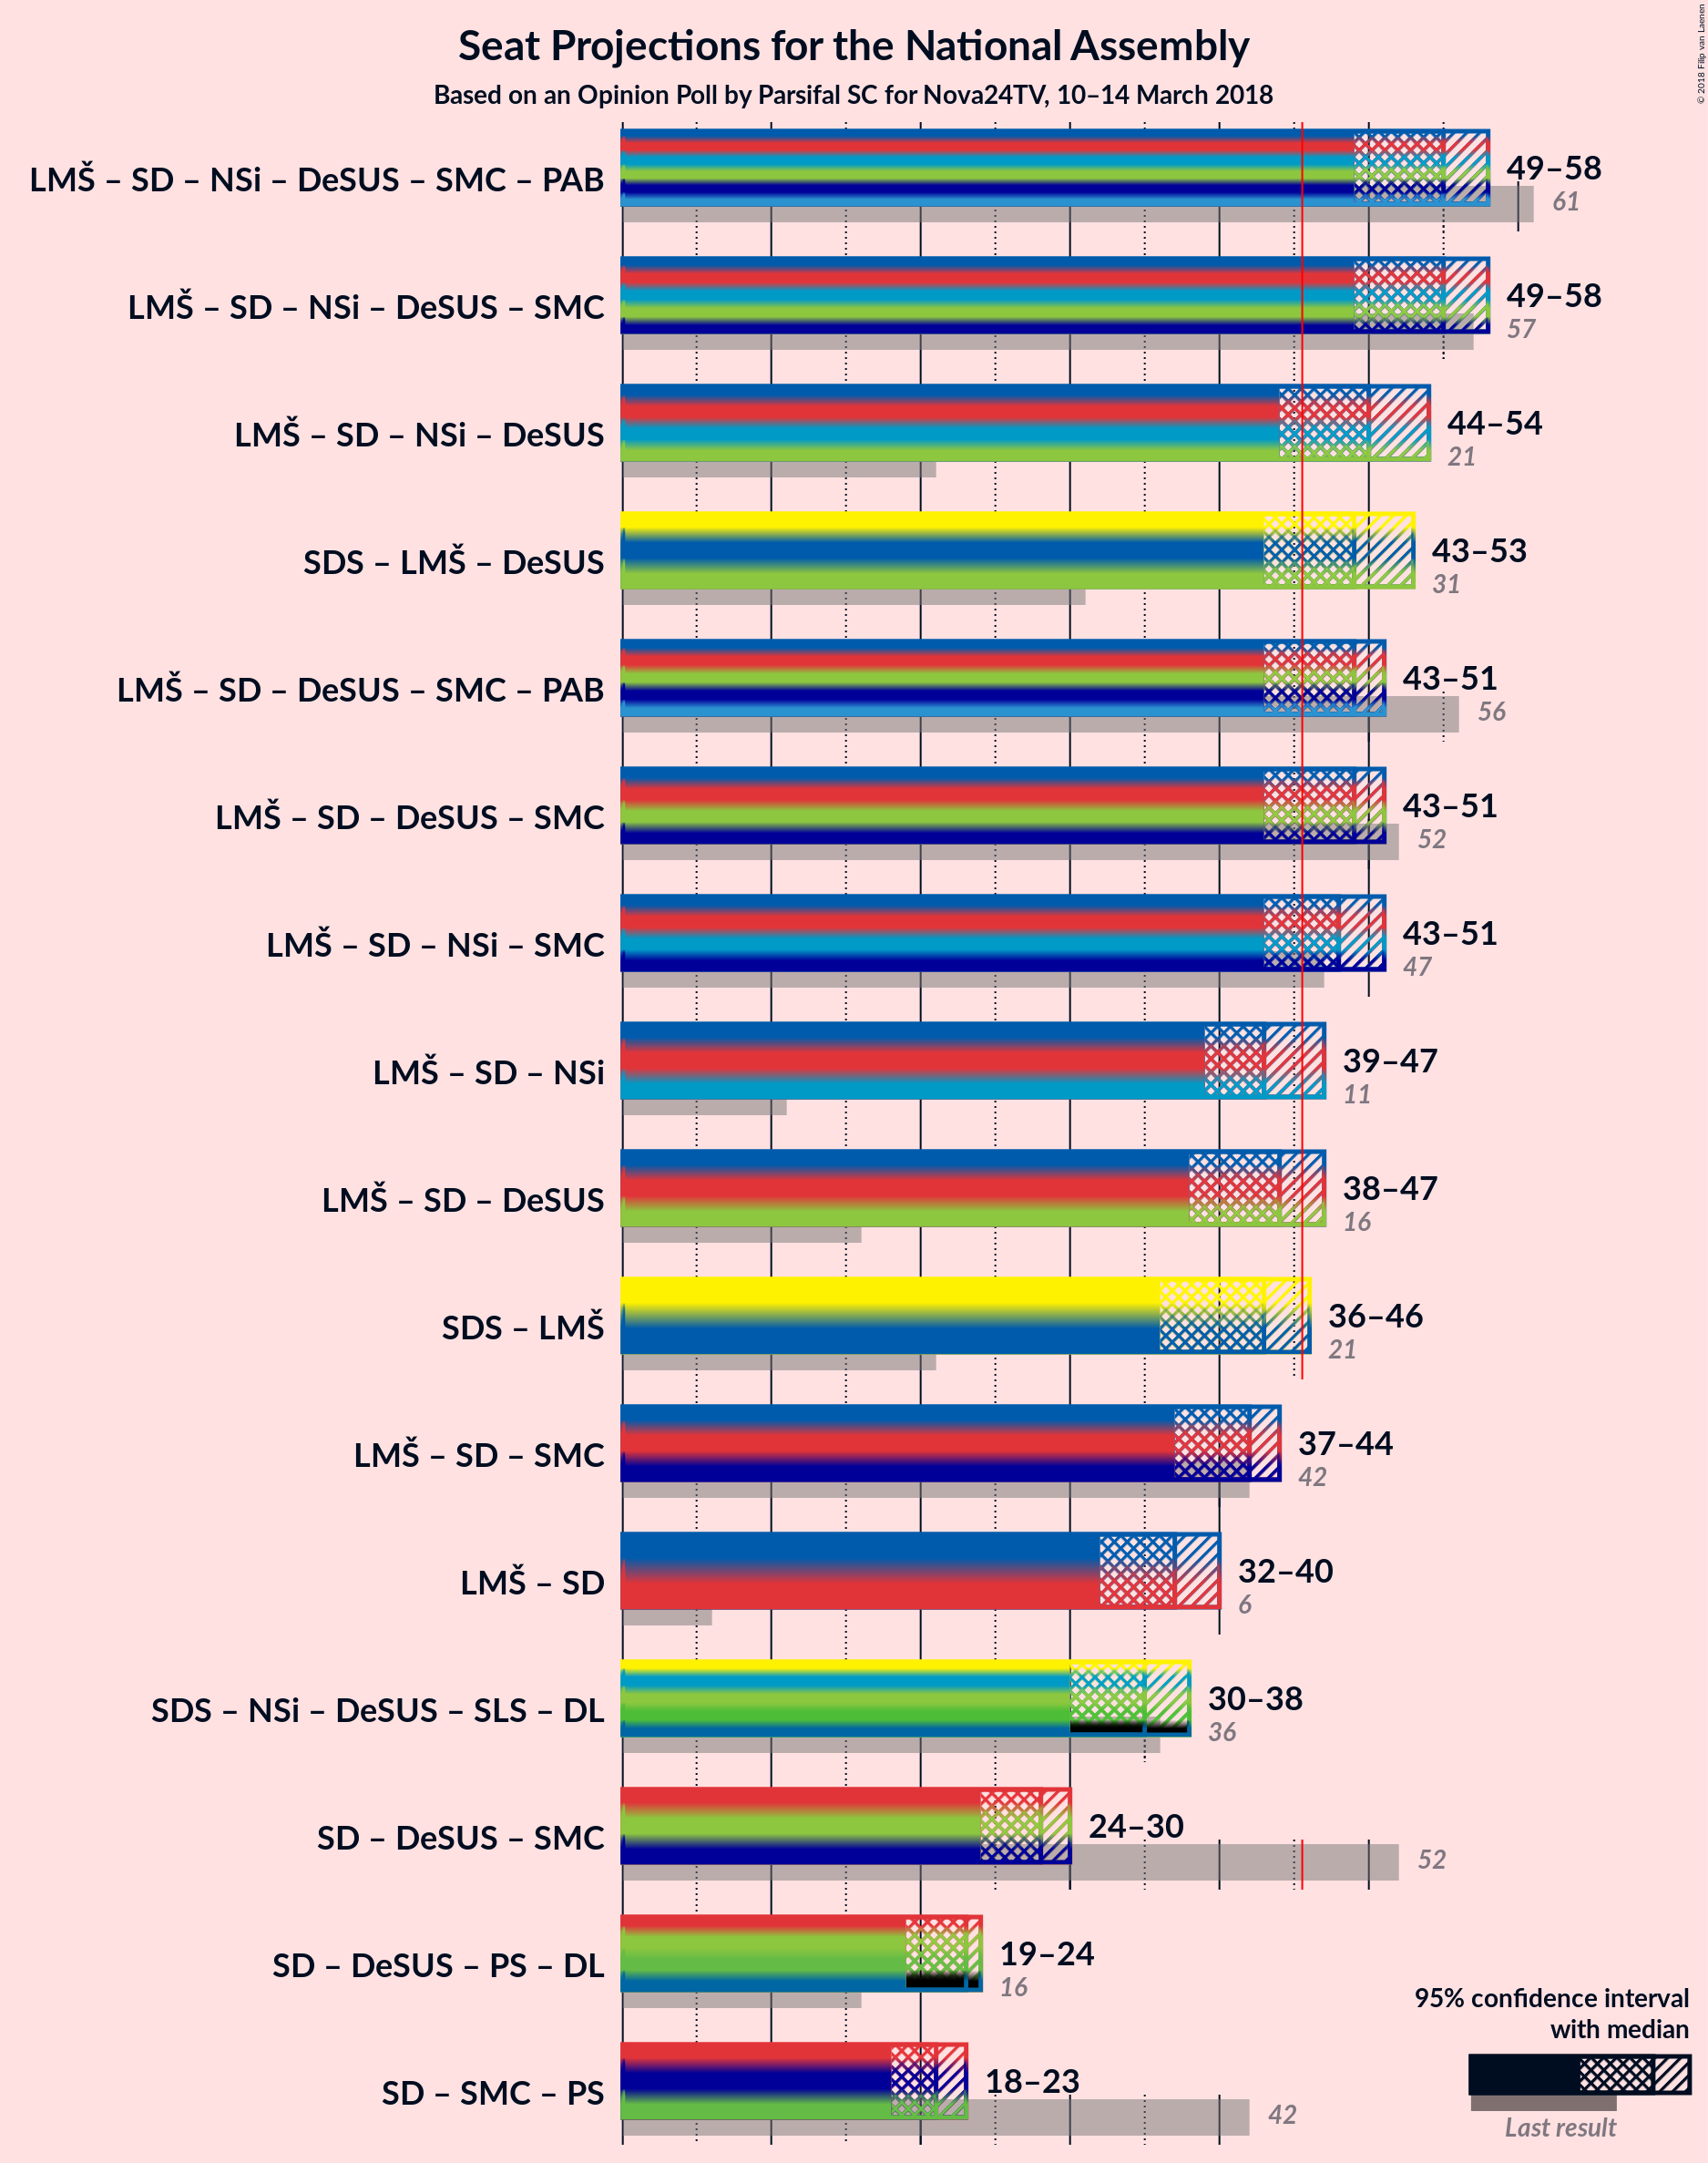 Seat Projections for the National Assembly
Based on an Opinion Poll by Parsifal SC for Nova24TV, 10–14 March 2018
© 2018 Filip van Laenen
LMŠ – SD – NSi – DeSUS – SMC – PAB
49–58
61
LMŠ – SD – NSi – DeSUS – SMC
49–58
57
LMŠ – SD – NSi – DeSUS
44–54
21
SDS – LMŠ – DeSUS
43–53
31
LMŠ – SD – DeSUS – SMC – PAB
43–51
56
LMŠ – SD – DeSUS – SMC
43–51
52
LMŠ – SD – NSi – SMC
43–51
47
LMŠ – SD – NSi
39–47
11
LMŠ – SD – DeSUS
38–47
16
SDS – LMŠ
36–46
21
LMŠ – SD – SMC
37–44
42
LMŠ – SD
32–40
6
SDS – NSi – DeSUS – SLS – DL
30–38
36
SD – DeSUS – SMC
24–30
52
SD – DeSUS – PS – DL
19–24
16
SD – SMC – PS
18–23
42
95% confidence interval
with median
Last result